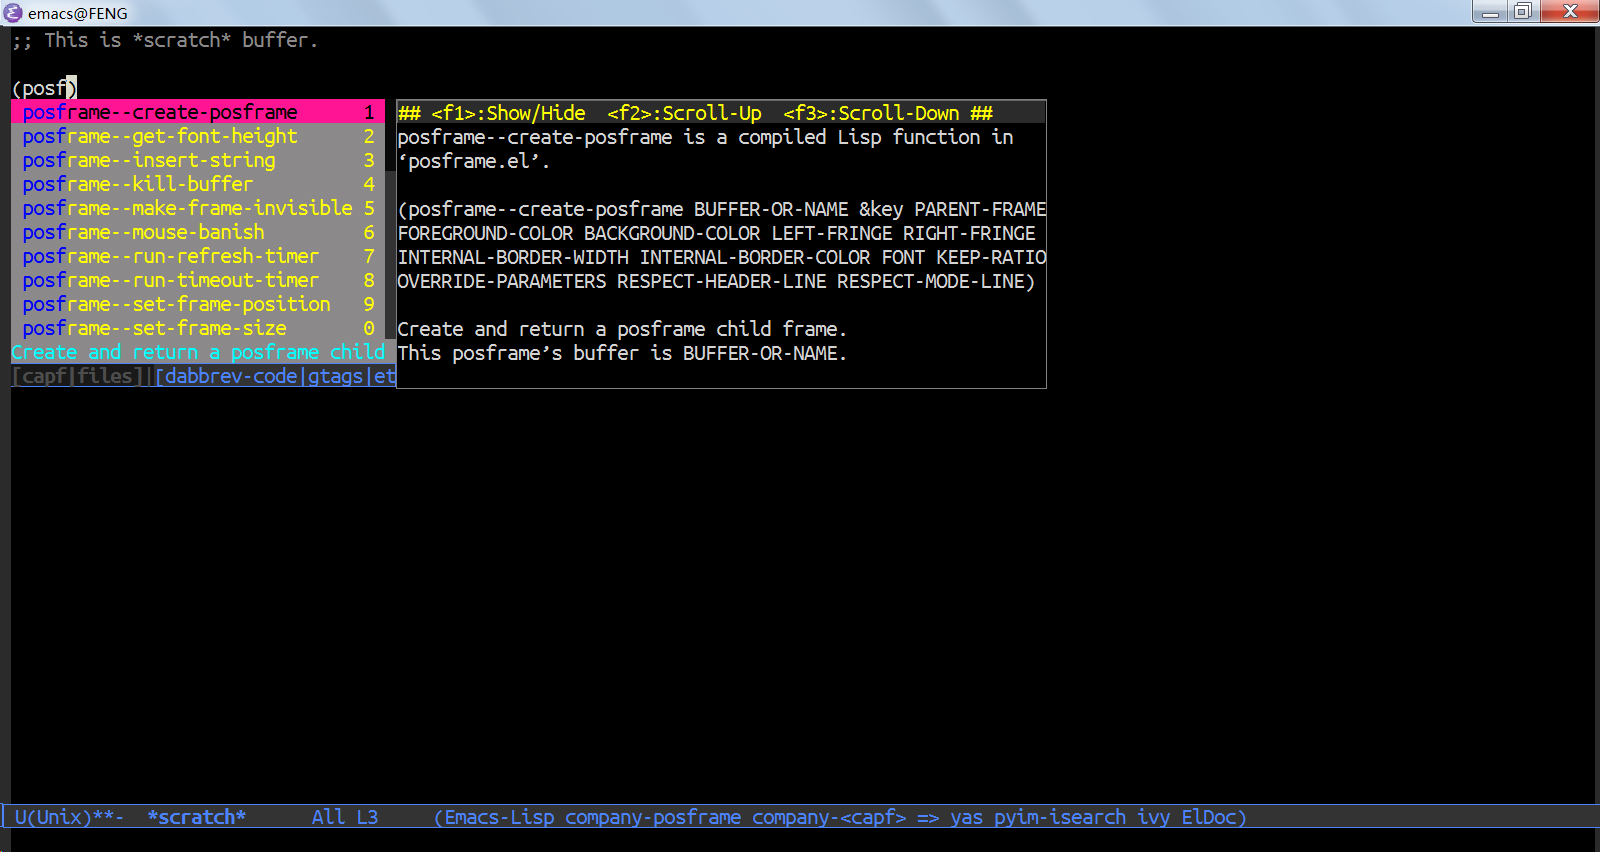 emacs@FENG
;; This is *scratch* buffer.
(posf)
posframe--create-posframe 1
posframe--get-font-height 2
posframe--insert-string 3
posframe--kill-buffer 4
posframe--make-frame-invisible 5
posframe--mouse-banish 6
posframe--run-refresh-timer 7
posframe--run-timeout-timer 8
posframe--set-frame-position 9
posframe--set-frame-size 0
Create and return a posframe child
[capf|files]|[dabbrev-code|gtags|et
## <f1>:Show/Hide  <f2>:Scroll-Up  <f3>:Scroll-Down ##
posframe--create-posframe is a compiled Lisp function in
‘posframe.el’.
(posframe--create-posframe BUFFER-OR-NAME &key PARENT-FRAME
FOREGROUND-COLOR BACKGROUND-COLOR LEFT-FRINGE RIGHT-FRINGE
INTERNAL-BORDER-WIDTH INTERNAL-BORDER-COLOR FONT KEEP-RATIO
OVERRIDE-PARAMETERS RESPECT-HEADER-LINE RESPECT-MODE-LINE)
Create and return a posframe child frame.
This posframe’s buffer is BUFFER-OR-NAME.
U(Unix)**-  *scratch*      All L3     (Emacs-Lisp company-posframe company-<capf> => yas pyim-isearch ivy ElDoc)